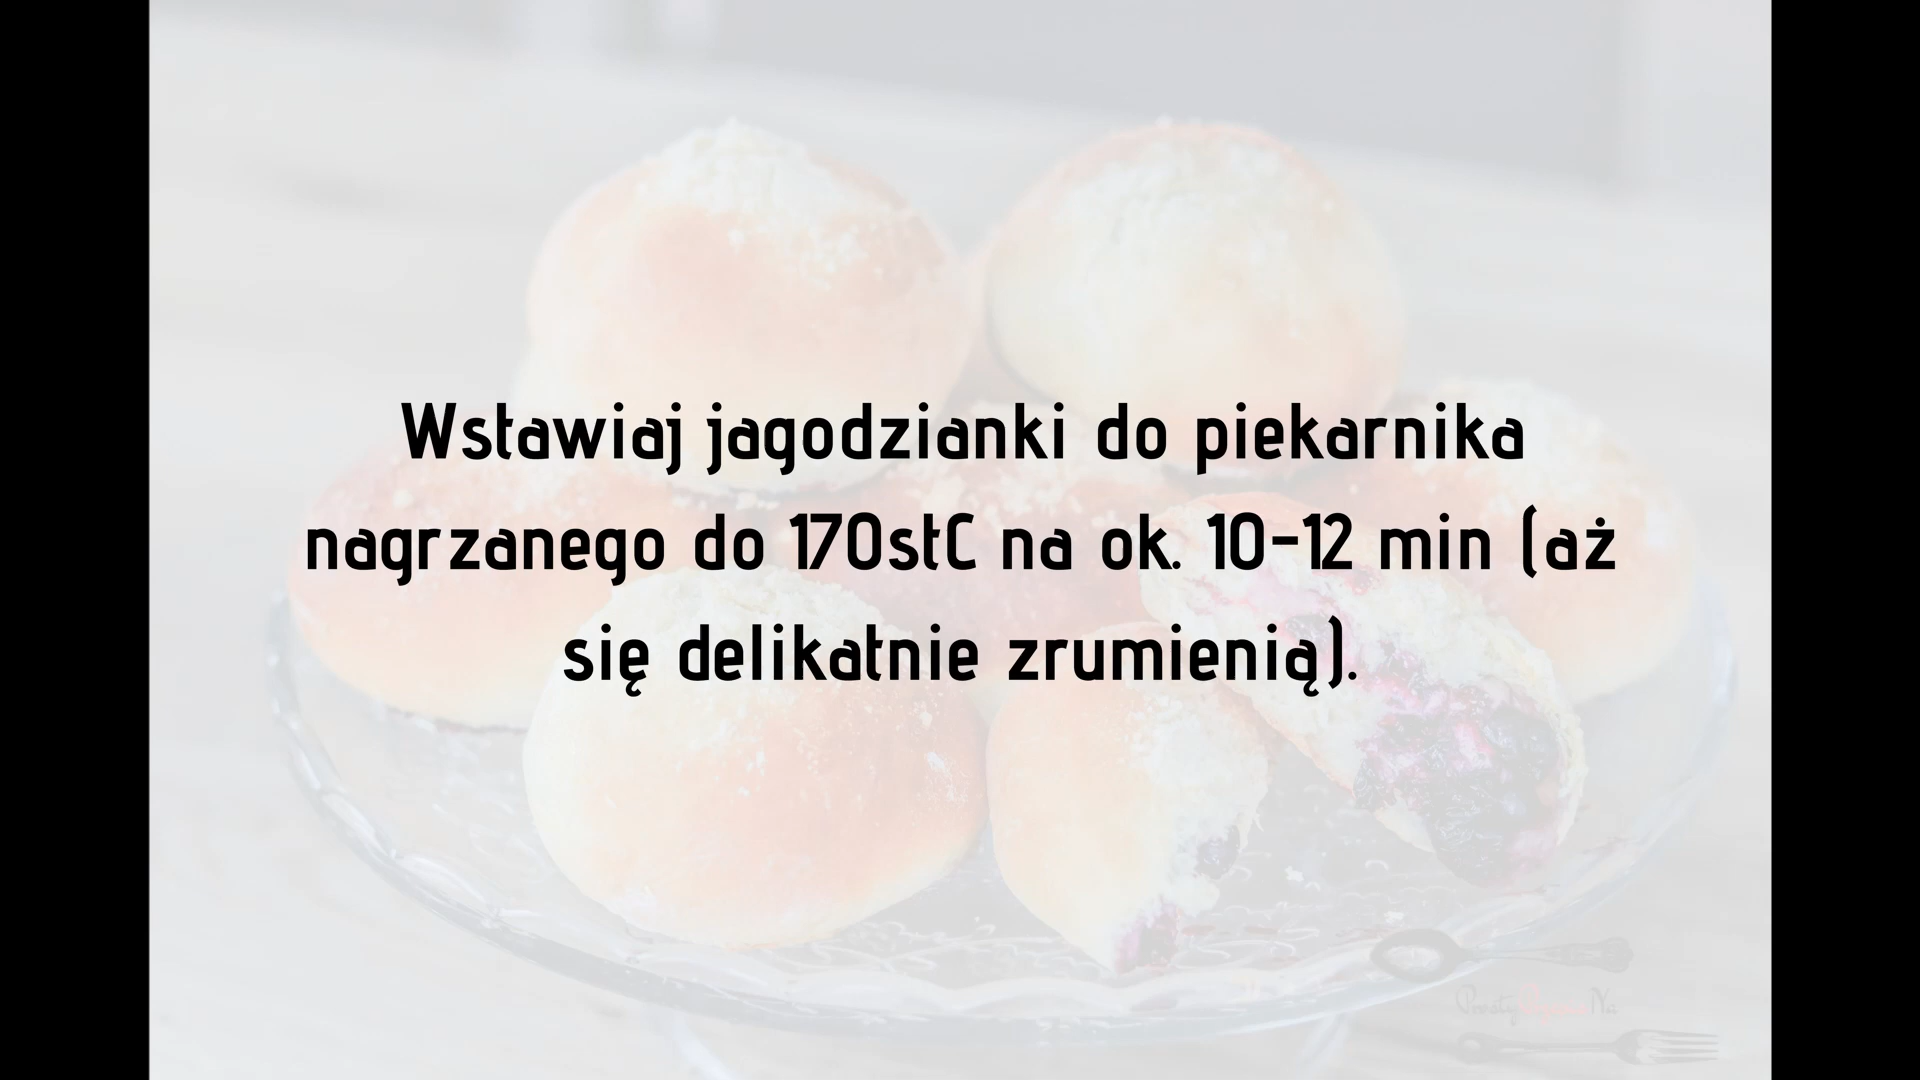 Wstawiaj jagodzianki do piekarnika
nagrzanego do 170stC na ok. 10-12 min (aż
się delikatnie zrumienią).